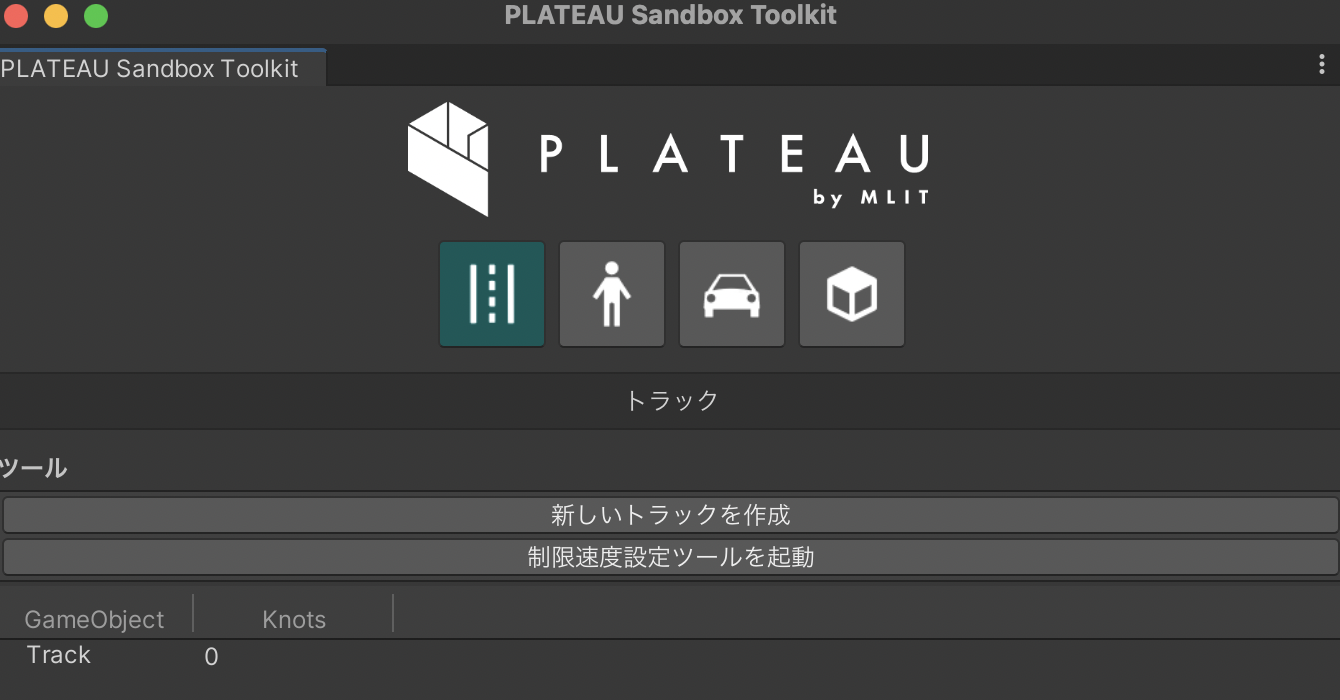 PLATEAU Sandbox Toolkit
PLATEAU Sandbox Toolkit
PLATEAU
by MLIT
トラック
ツール
新しいトラックを作成
制限速度設定ツールを起動
GameObject Knots
Track 0